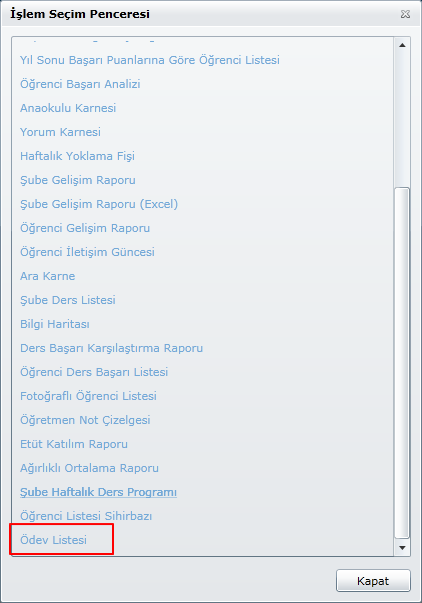 İşlem Seçim Penceresi
Yıl Sonu Başarı Puanlarına Göre Öğrenci Listesi
Öğrenci Başarı Analizi
Anaokulu Karnesi
Yorum Karnesi
Haftalık Yoklama Fişi
Şube Gelişim Raporu
Şube Gelişim Raporu (Excel)
Öğrenci Gelişim Raporu
Öğrenci İletişim Güncesi
Ara Karne
Şube Ders Listesi
Bilgi Haritası
Ders Başarı Karşılaştırma Raporu
Öğrenci Ders Başarı Listesi
Fotoğraflı Öğrenci Listesi
Öğretmen Not Çizelgesi
Etüt Katılım Raporu
Ağırlıklı Ortalama Raporu
Şube Haftalık Ders Programı
Öğrenci Listesi Sihirbazı
Ödev Listesi
Kapat